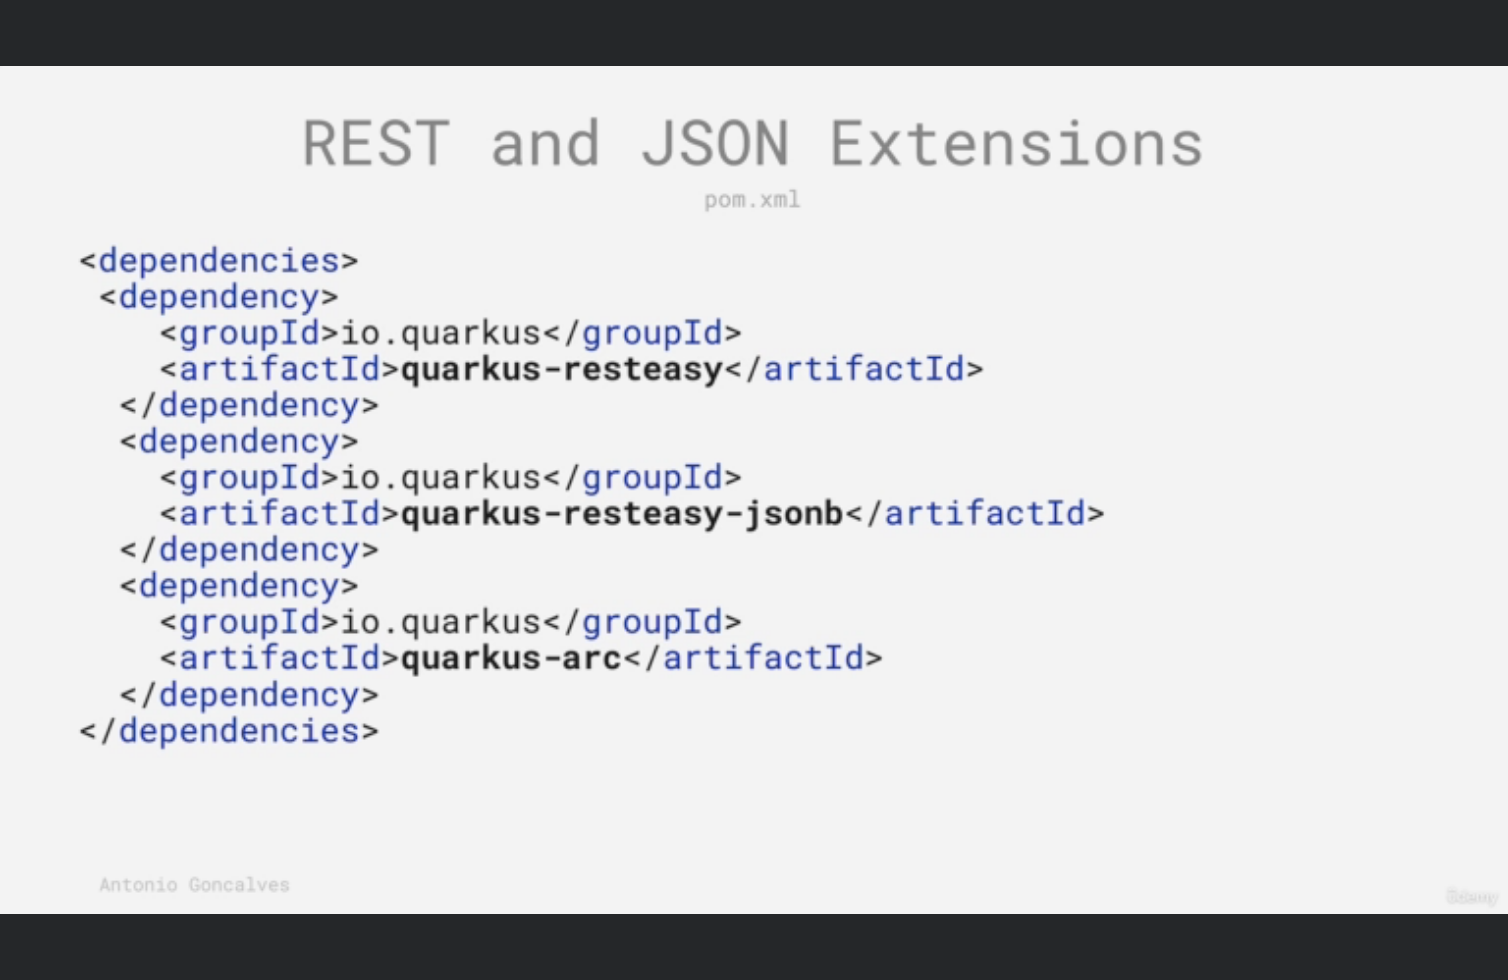 REST and JSON Extensions
pom.xml
<dependencies>
<dependency>
<groupId>io.quarkus</groupId>
<artifactId>quarkus-resteasy</artifactId>
</dependency>
<dependency>
<groupId>io.quarkus</groupId>
<artifactId>quarkus-resteasy-jsonb</artifactId>
</dependency>
<dependency>
<groupId>io.quarkus</groupId>
<artifactId>quarkus-arc</artifactId>
</dependency>
</dependencies>
Antonio Goncalves
ûdemy